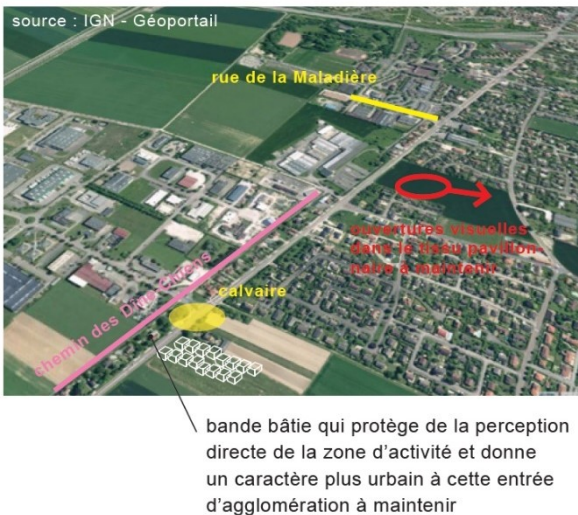 source : IGN - Géoportail
rue de la Maladière
ouvertures visuelles
dans le tissu pavillon-
naire à maintenir
calvaire
chemin des
bande bâtie qui protège de la perception
directe de la zone d'activité et donne
un caractère plus urbain à cette entrée
d'agglomération à maintenir